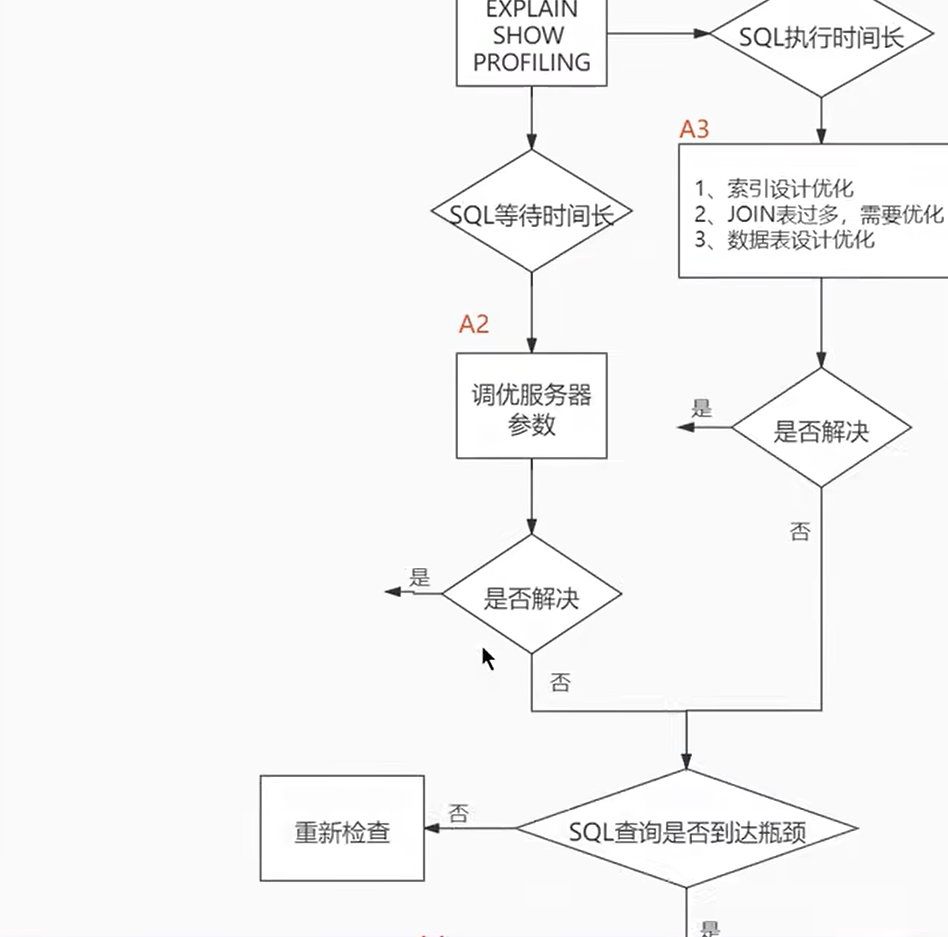 EXPLAIN
SHOW
PROFILING
SQL执行时间长
A3
1、索引设计优化
2、JOIN表过多，需要优化
3、数据表设计优化
SQL等待时间长
A2
调优服务器
参数
是
是否解决
否
是
是否解决
否
重新检查
否
SQL查询是否到达瓶颈
是